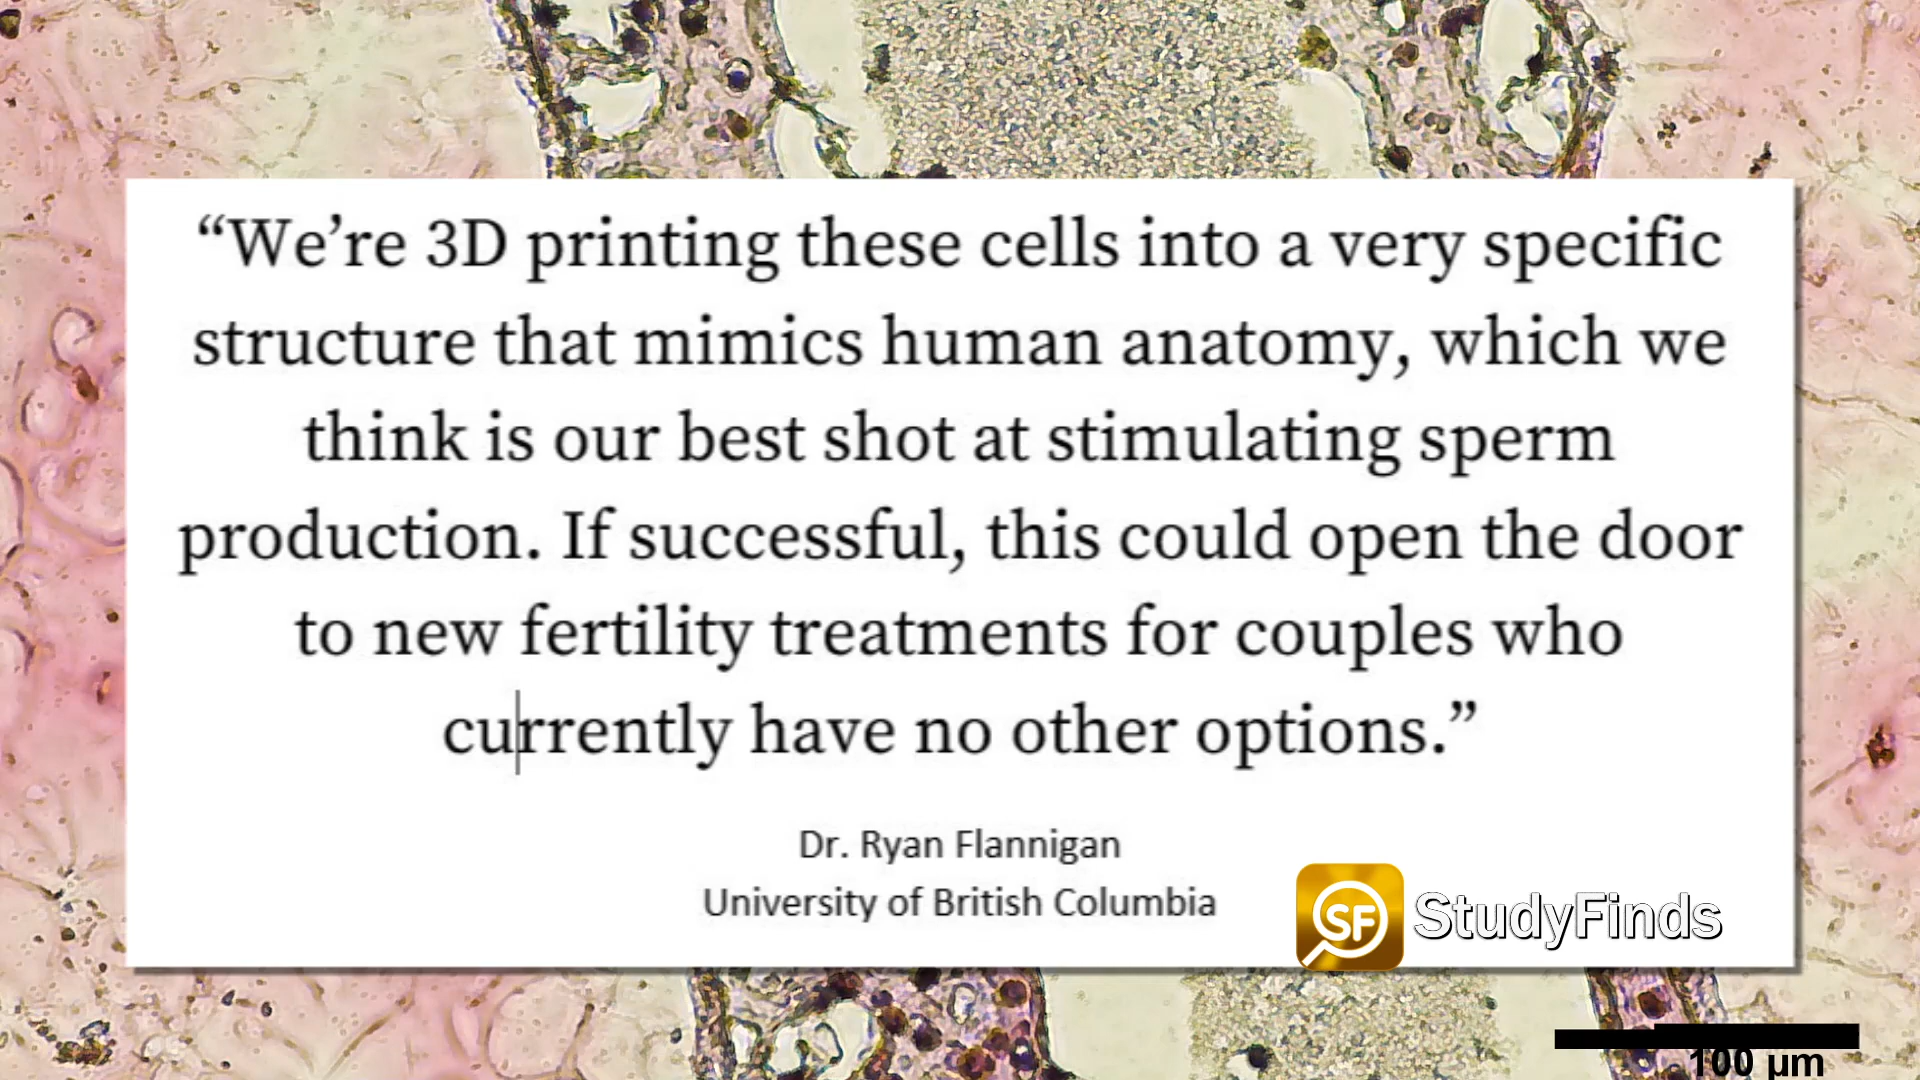 “We’re 3D printing these cells into a very specific
structure that mimics human anatomy, which we
think is our best shot at stimulating sperm
production. If successful, this could open the door
to new fertility treatments for couples who
currently have no other options.”
Dr. Ryan Flannigan
University of British Columbia
SF StudyFinds
100 µm